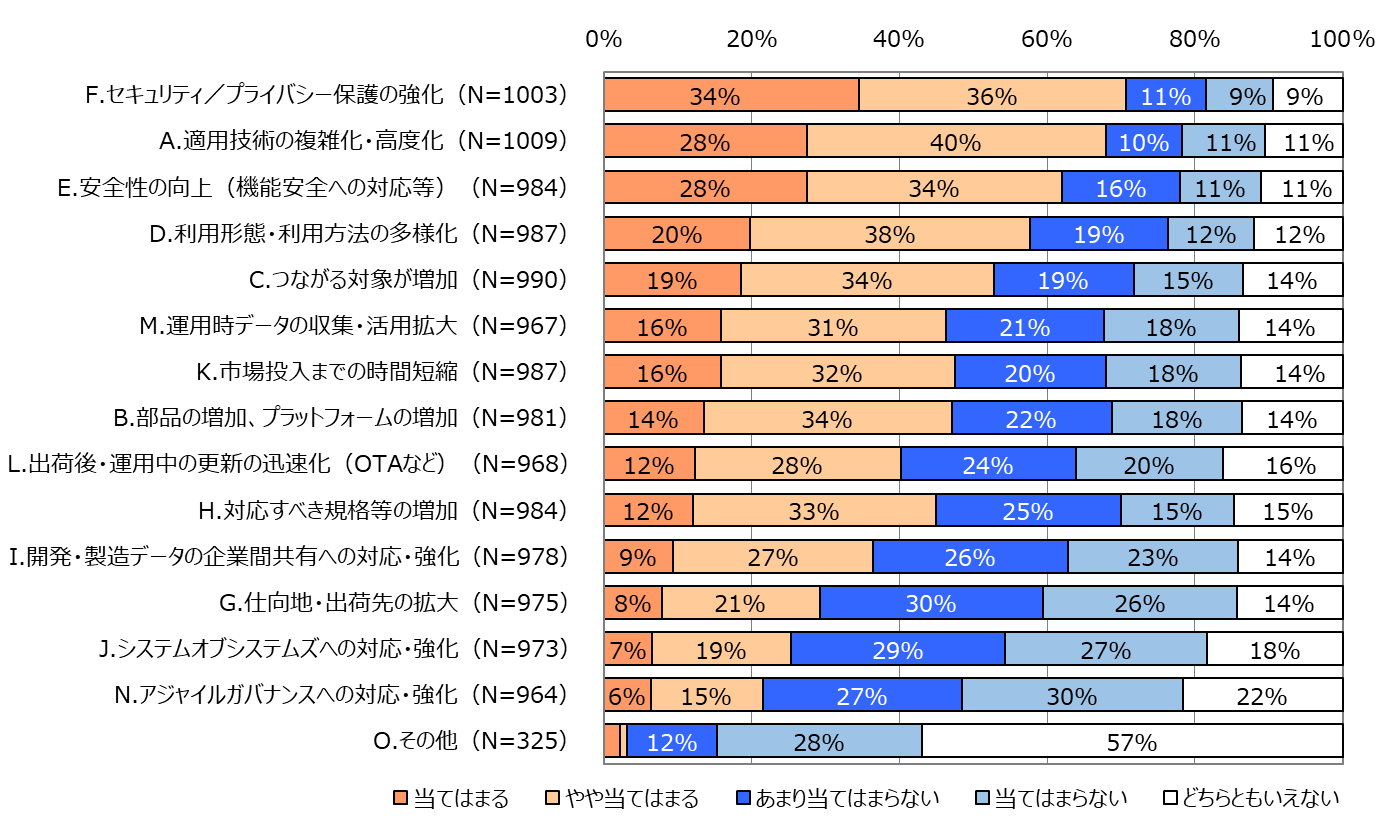 0% 20% 40% 60% 80% 100%
F.セキュリティ／プライバシー保護の強化（N=1003） 34% 36% 11% 9% 9%
A.適用技術の複雑化・高度化（N=1009） 28% 40% 10% 11% 11%
E.安全性の向上（機能安全への対応等）（N=984） 28% 34% 16% 11% 11%
D.利用形態・利用方法の多様化（N=987） 20% 38% 19% 12% 12%
C.つながる対象が増加（N=990） 19% 34% 19% 15% 14%
M.運用時データの収集・活用拡大（N=967） 16% 31% 21% 18% 14%
K.市場投入までの時間短縮（N=987） 16% 32% 20% 18% 14%
B.部品の増加、プラットフォームの増加（N=981） 14% 34% 22% 18% 14%
L.出荷後・運用中の更新の迅速化（OTAなど）（N=968） 12% 28% 24% 20% 16%
H.対応すべき規格等の増加（N=984） 12% 33% 25% 15% 15%
I.開発・製造データの企業間共有への対応・強化（N=978） 9% 27% 26% 23% 14%
G.仕向地・出荷先の拡大（N=975） 8% 21% 30% 26% 14%
J.システムオブシステムズへの対応・強化（N=973） 7% 19% 29% 27% 18%
N.アジャイルガバナンスへの対応・強化（N=964） 6% 15% 27% 30% 22%
O.その他（N=325） 12% 28% 57%
当てはまる やや当てはまる あまり当てはまらない 当てはまらない どちらともいえない